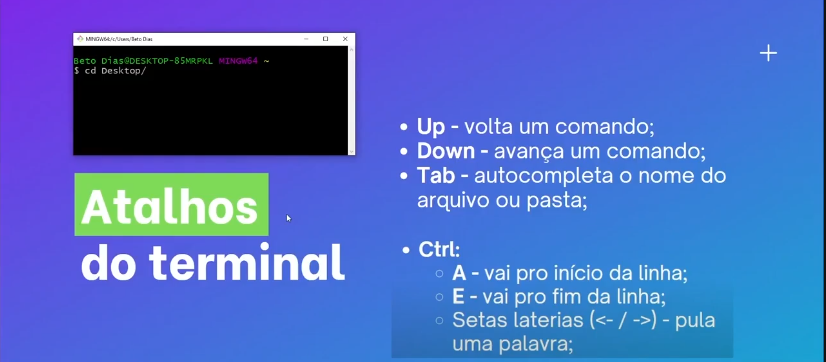 MINGW64:/c/Users/Beto Dias
Beto Dias@DESKTOP-85MRPKL MINGW64 ~
$ cd Desktop/
Atalhos
do terminal
Up - volta um comando;
Down - avança um comando;
Tab - autocompleta o nome do
arquivo ou pasta;
Ctrl:
A - vai pro início da linha;
E - vai pro fim da linha;
Setas laterias (<- / ->) - pula
uma palavra;